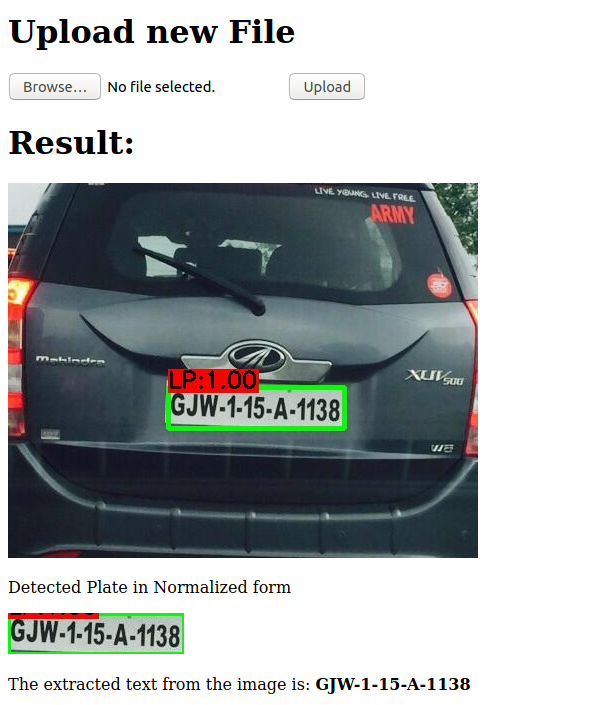 Upload new File
Browse... No file selected. Upload
Result:
LIVE YOUNG. LIVE FREE.
ARMY
Mahindra
XUV500
LP:1.00
GJW-1-15-A-1138
W8
Detected Plate in Normalized form
GJW-1-15-A-1138
The extracted text from the image is: GJW-1-15-A-1138